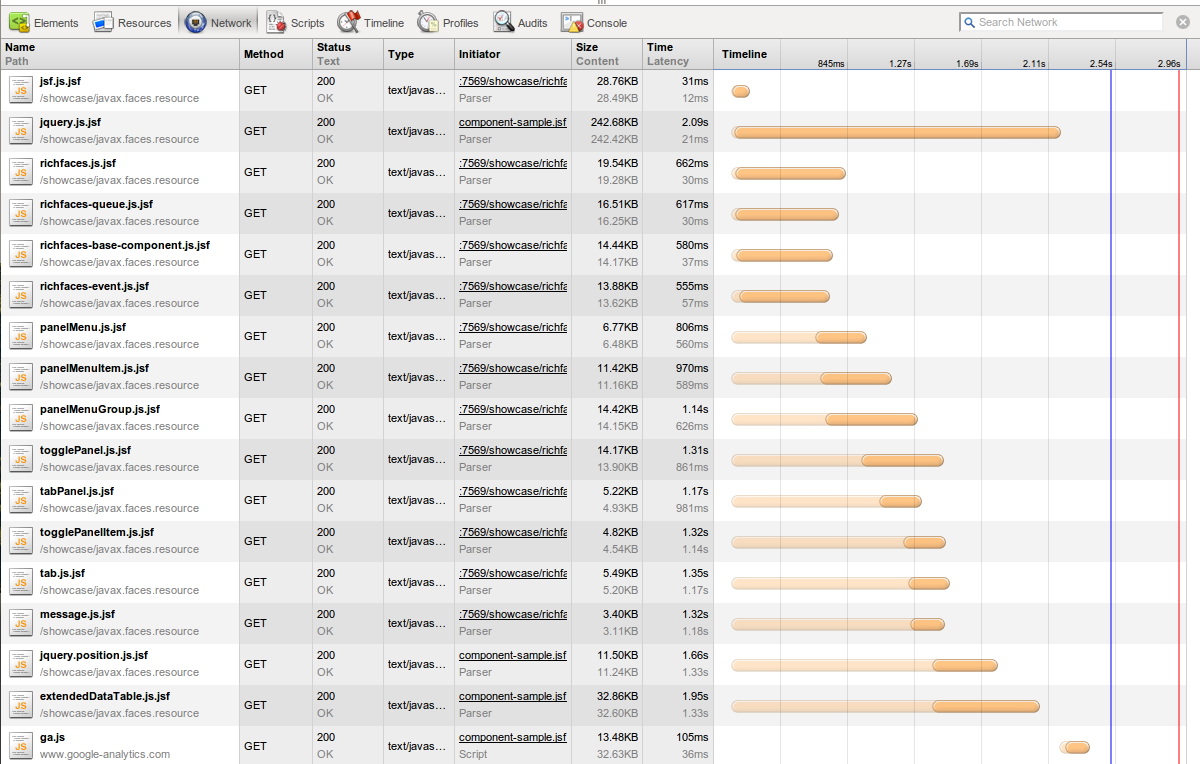 Elements Resources Network Scripts Timeline Profiles Audits Console Search Network
Name Method Status Type Initiator Size Time Timeline
Path Text Content Latency 845ms 1.27s 1.69s 2.11s 2.54s 2.96s
jsf.js.jsf 200 :7569/showcase/richfa 28.76KB 31ms
JS GET text/javas…
/showcase/javax.faces.resource OK Parser 28.49KB 12ms
jquery.js.jsf 200 component-sample.jsf 242.68KB 2.09s
JS GET text/javas…
/showcase/javax.faces.resource OK Parser 242.42KB 21ms
richfaces.js.jsf 200 :7569/showcase/richfa 19.54KB 662ms
JS GET text/javas…
/showcase/javax.faces.resource OK Parser 19.28KB 30ms
richfaces-queue.js.jsf 200 :7569/showcase/richfa 16.51KB 617ms
JS GET text/javas…
/showcase/javax.faces.resource OK Parser 16.25KB 30ms
richfaces-base-component.js.jsf 200 :7569/showcase/richfa 14.44KB 580ms
JS GET text/javas…
/showcase/javax.faces.resource OK Parser 14.17KB 37ms
richfaces-event.js.jsf 200 :7569/showcase/richfa 13.88KB 555ms
JS GET text/javas…
/showcase/javax.faces.resource OK Parser 13.62KB 57ms
panelMenu.js.jsf 200 :7569/showcase/richfa 6.77KB 806ms
JS GET text/javas…
/showcase/javax.faces.resource OK Parser 6.48KB 560ms
panelMenuItem.js.jsf 200 :7569/showcase/richfa 11.42KB 970ms
JS GET text/javas…
/showcase/javax.faces.resource OK Parser 11.16KB 589ms
panelMenuGroup.js.jsf 200 :7569/showcase/richfa 14.42KB 1.14s
JS GET text/javas…
/showcase/javax.faces.resource OK Parser 14.15KB 626ms
togglePanel.js.jsf 200 :7569/showcase/richfa 14.17KB 1.31s
JS GET text/javas…
/showcase/javax.faces.resource OK Parser 13.90KB 861ms
tabPanel.js.jsf 200 :7569/showcase/richfa 5.22KB 1.17s
JS GET text/javas…
/showcase/javax.faces.resource OK Parser 4.93KB 981ms
togglePanelItem.js.jsf 200 :7569/showcase/richfa 4.82KB 1.32s
JS GET text/javas…
/showcase/javax.faces.resource OK Parser 4.54KB 1.14s
tab.js.jsf 200 :7569/showcase/richfa 5.49KB 1.35s
JS GET text/javas…
/showcase/javax.faces.resource OK Parser 5.20KB 1.17s
message.js.jsf 200 :7569/showcase/richfa 3.40KB 1.32s
JS GET text/javas…
/showcase/javax.faces.resource OK Parser 3.11KB 1.18s
jquery.position.js.jsf 200 component-sample.jsf 11.50KB 1.66s
JS GET text/javas…
/showcase/javax.faces.resource OK Parser 11.24KB 1.33s
extendedDataTable.js.jsf 200 component-sample.jsf 32.86KB 1.95s
JS GET text/javas…
/showcase/javax.faces.resource OK Parser 32.60KB 1.33s
ga.js 200 component-sample.jsf 13.48KB 105ms
JS GET text/javas…
www.google-analytics.com OK Script 32.63KB 36ms